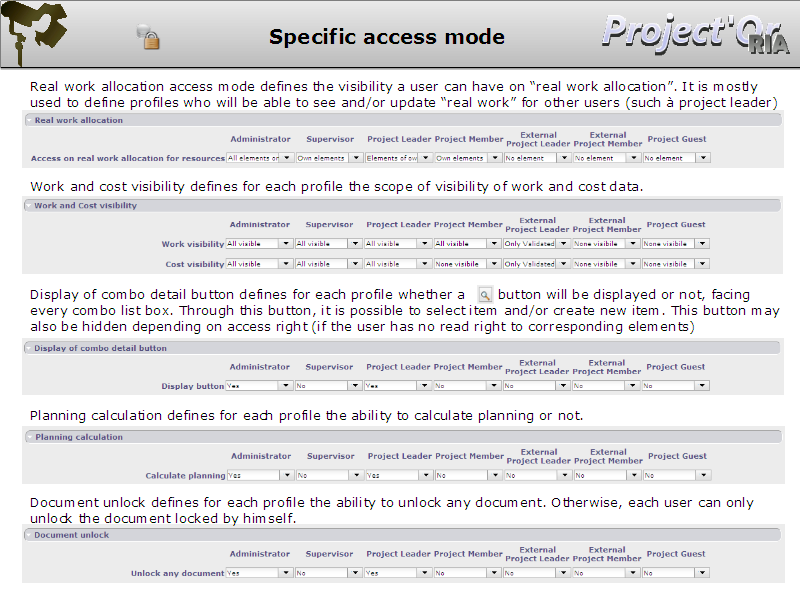 Specific access mode
Project'Or
RIA
Real work allocation access mode defines the visibility a user can have on “real work allocation”. It is mostly
used to define profiles who will be able to see and/or update “real work” for other users (such à project leader)
Real work allocation
Administrator Supervisor Project Leader Project Member External Project Leader External Project Member Project Guest
Access on real work allocation for resources All elements or Own elements Elements of ow Own elements No element No element No element
Work and cost visibility defines for each profile the scope of visibility of work and cost data.
Work and Cost visibility
Administrator Supervisor Project Leader Project Member External Project Leader External Project Member Project Guest
Work visibility All visible All visible All visible All visible Only Validated None visible None visible
Cost visibility All visible All visible All visible None visible Only Validated None visible None visible
Display of combo detail button defines for each profile whether a button will be displayed or not, facing
every combo list box. Through this button, it is possible to select item and/or create new item. This button may
also be hidden depending on access right (if the user has no read right to corresponding elements)
Display of combo detail button
Administrator Supervisor Project Leader Project Member External Project Leader External Project Member Project Guest
Display button Yes No Yes No No No No
Planning calculation defines for each profile the ability to calculate planning or not.
Planning calculation
Administrator Supervisor Project Leader Project Member External Project Leader External Project Member Project Guest
Calculate planning Yes No Yes No No No No
Document unlock defines for each profile the ability to unlock any document. Otherwise, each user can only
unlock the document locked by himself.
Document unlock
Administrator Supervisor Project Leader Project Member External Project Leader External Project Member Project Guest
Unlock any document Yes No Yes No No No No